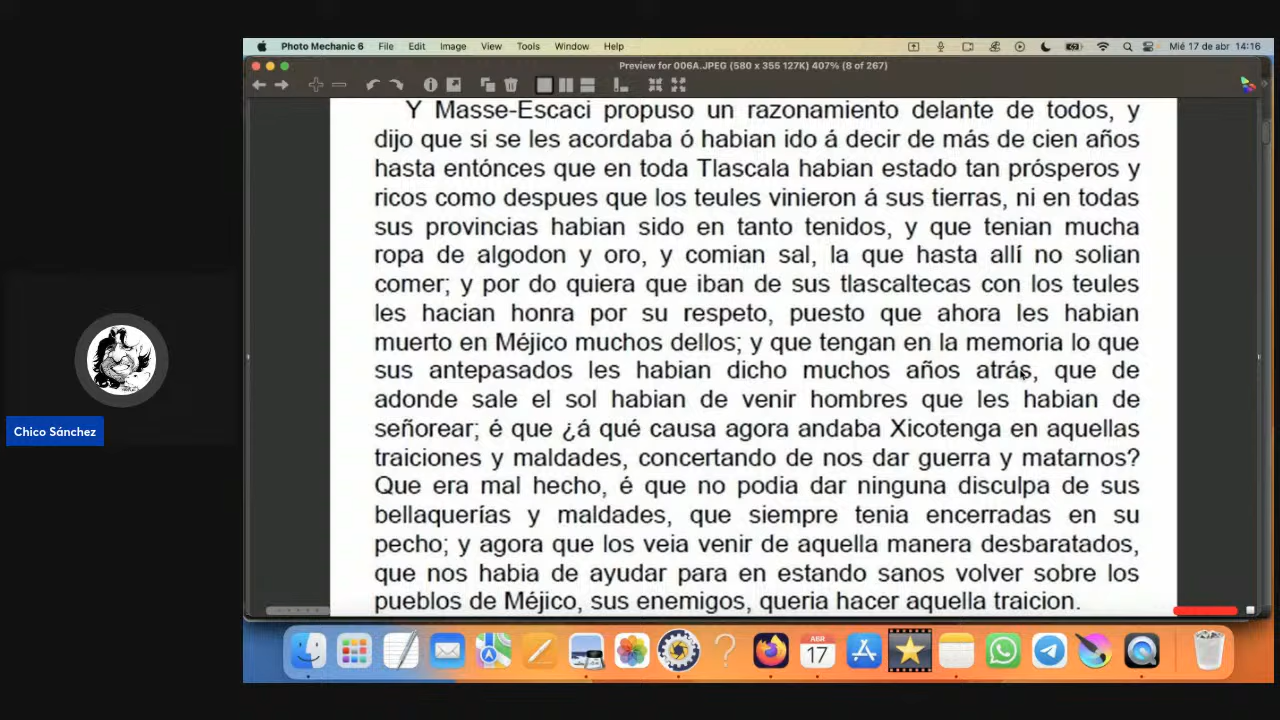 Photo Mechanic 6 File Edit Image View Tools Window Help Mié 17 de abr 14:16
Preview for 006A.JPEG (580 x 355 127K) 407% (8 of 267)
Y Masse-Escaci propuso un razonamiento delante de todos, y
dijo que si se les acordaba ó habian ido á decir de más de cien años
hasta entónces que en toda Tlascala habian estado tan prósperos y
ricos como despues que los teules vinieron á sus tierras, ni en todas
sus provincias habian sido en tanto tenidos, y que tenian mucha
ropa de algodon y oro, y comian sal, la que hasta allí no solian
comer; y por do quiera que iban de sus tlascaltecas con los teules
les hacian honra por su respeto, puesto que ahora les habian
muerto en Méjico muchos dellos; y que tengan en la memoria lo que
sus antepasados les habian dicho muchos años atrás, que de
adonde sale el sol habian de venir hombres que les habian de
señorear; é que ¿á qué causa agora andaba Xicotenga en aquellas
traiciones y maldades, concertando de nos dar guerra y matarnos?
Que era mal hecho, é que no podia dar ninguna disculpa de sus
bellaquerías y maldades, que siempre tenia encerradas en su
pecho; y agora que los veia venir de aquella manera desbaratados,
que nos habia de ayudar para en estando sanos volver sobre los
pueblos de Méjico, sus enemigos, queria hacer aquella traicion.
Chico Sánchez
ABR
17